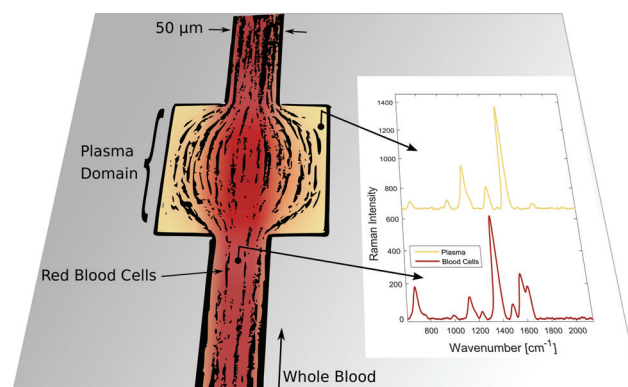 50 µm
Plasma
Domain
Red Blood Cells
Whole Blood
Raman Intensity
1400
1200
1000
800
600
400
200
0
Plasma
Blood Cells
800 1000 1200 1400 1600 1800 2000
Wavenumber [cm⁻¹]